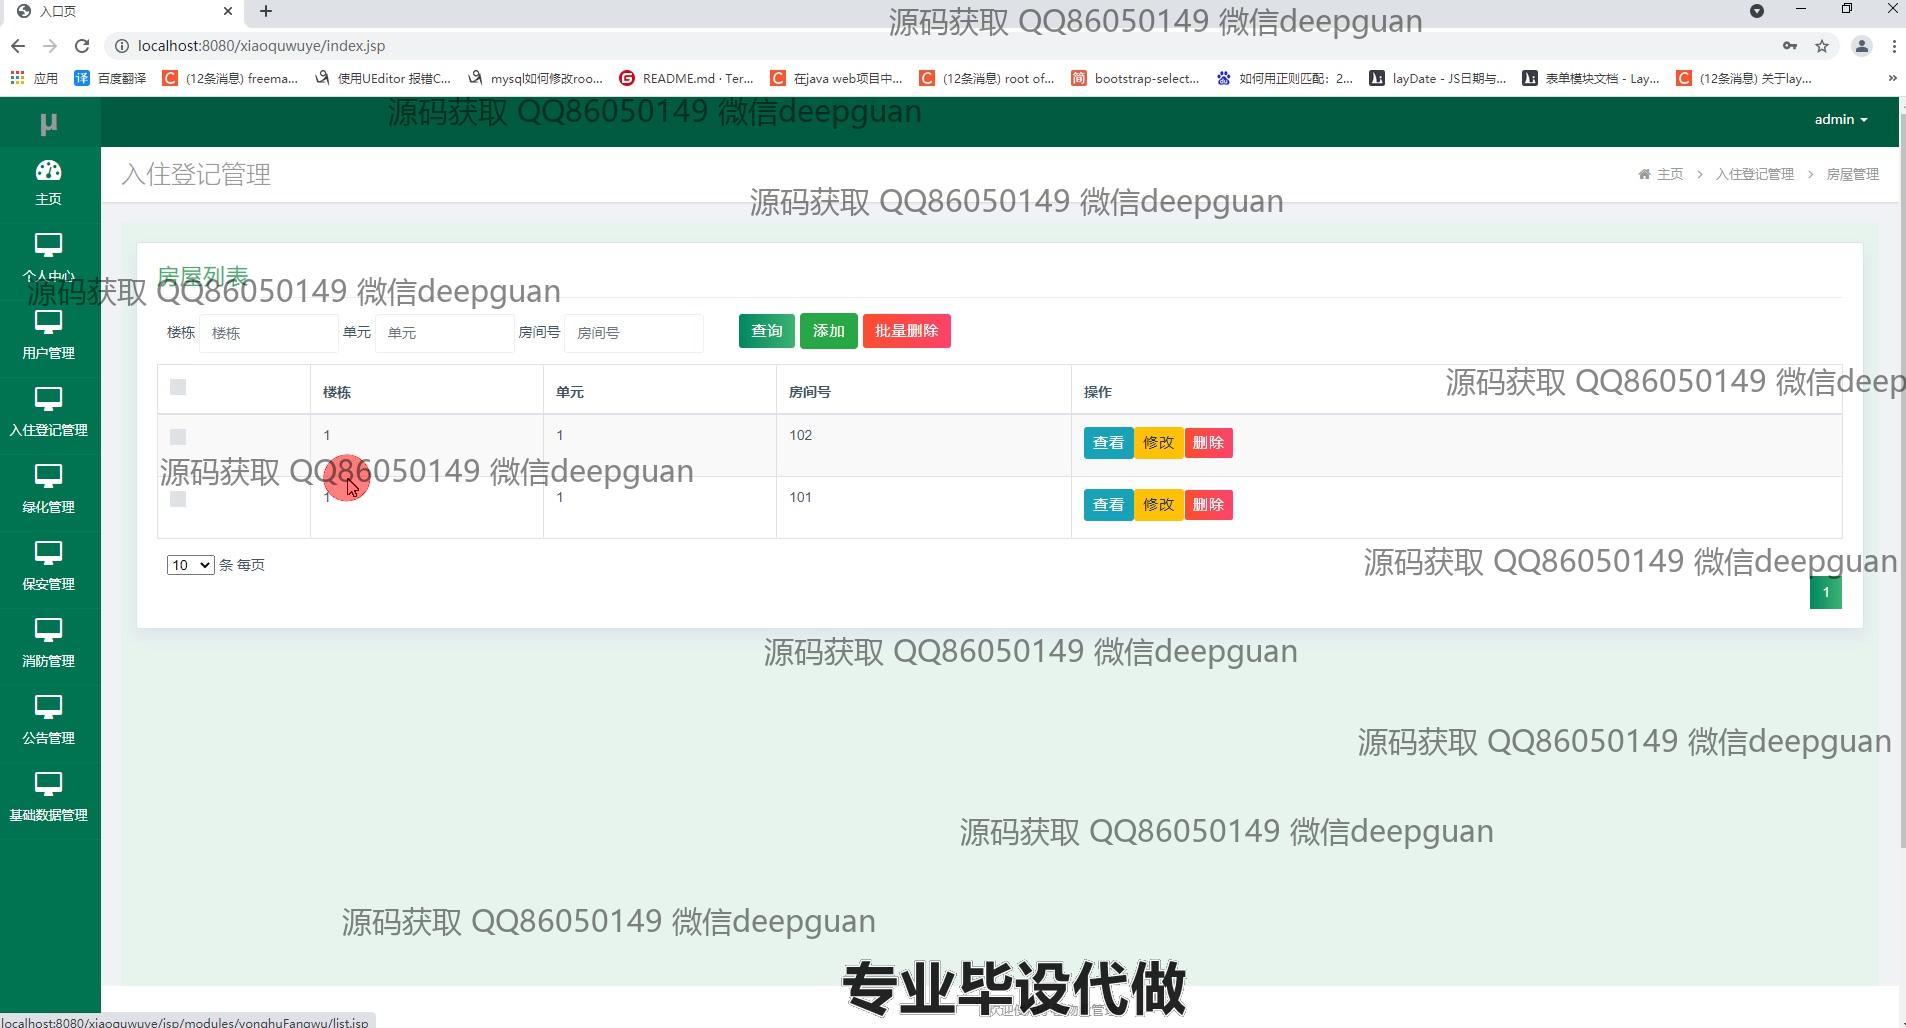 入口页
源码获取 QQ86050149 微信deepguan
localhost:8080/xiaoquwuye/index.jsp
应用 百度翻译 (12条消息) freema... 使用UEditor 报错C... mysql如何修改roo... README.md · Ter... 在java web项目中... (12条消息) root of... bootstrap-select... 如何用正则匹配：2... layDate - JS日期与... 表单模块文档 - Lay... (12条消息) 关于lay... »
μ
源码获取 QQ86050149 微信deepguan
admin
主页
入住登记管理
主页 > 入住登记管理 > 房屋管理
源码获取 QQ86050149 微信deepguan
个人中心
房屋列表
源码获取 QQ86050149 微信deepguan
用户管理
楼栋 楼栋 单元 单元 房间号 房间号 查询 添加 批量删除
源码获取 QQ86050149 微信deep
楼栋 单元 房间号 操作
入住登记管理
1 1 102 查看 修改 删除
源码获取 QQ86050149 微信deepguan
1 1 101 查看 修改 删除
绿化管理
10 条 每页
源码获取 QQ86050149 微信deepguan
保安管理
1
消防管理
源码获取 QQ86050149 微信deepguan
公告管理
源码获取 QQ86050149 微信deepguan
基础数据管理
源码获取 QQ86050149 微信deepguan
源码获取 QQ86050149 微信deepguan
专业毕设代做
localhost:8080/xiaoquwuye/jsp/modules/yonghuFangwu/list.jsp